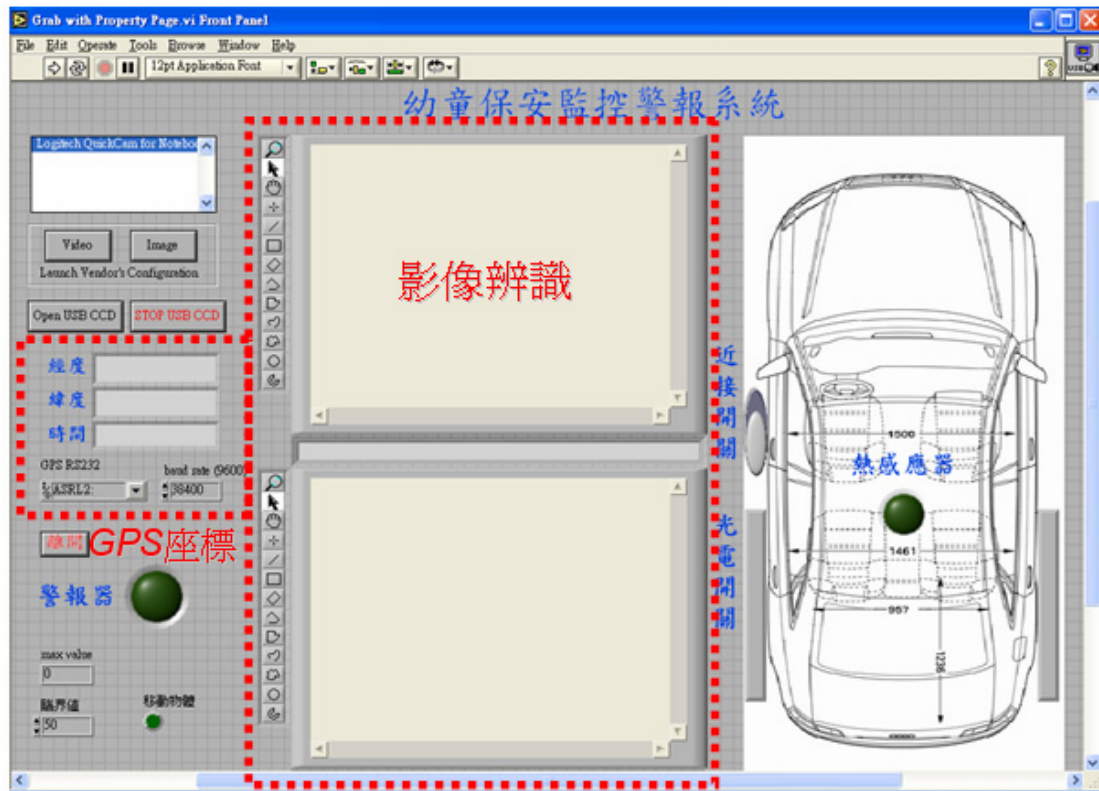 Grab with Property Page.vi Front Panel
File Edit Operate Tools Browse Window Help
12pt Application Font
?
USB
幼童保安監控警報系統
Logitech QuickCam for Noteboo
Video
Image
Launch Vendor's Configuration
Open USB CCD
STOP USB CCD
經度
緯度
時間
GPS RS232
baud rate (9600)
ASRL2:
38400
離開
GPS座標
警報器
max value
0
臨界值
50
移動物體
影像辨識
近接開關
光電開關
1500
熱感應器
1461
957
1236